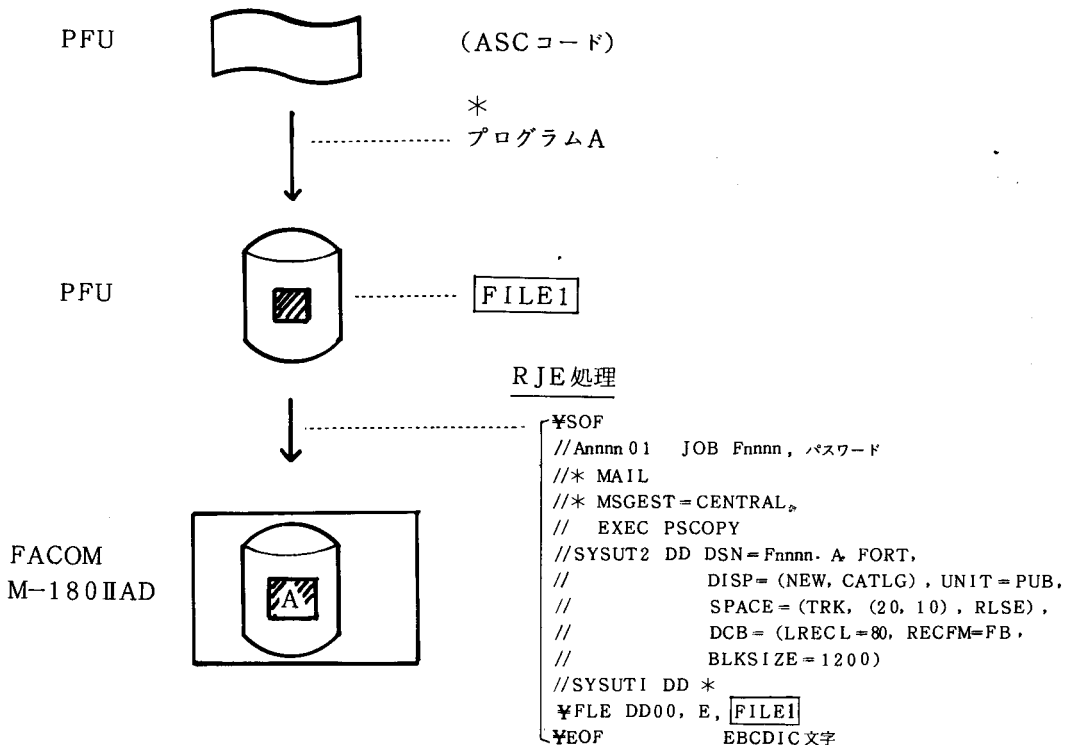 PFU (ASCコード)
*
プログラムA
PFU FILE1
RJE処理
¥SOF
//Annnn01 JOB Fnnnn, パスワード
//* MAIL
//* MSGEST=CENTRAL
// EXEC PSCOPY
//SYSUT2 DD DSN=Fnnnn. A. FORT,
// DISP=(NEW, CATLG), UNIT=PUB,
// SPACE=(TRK, (20, 10), RLSE),
// DCB=(LRECL=80, RECFM=FB,
// BLKSIZE=1200)
//SYSUT1 DD *
¥FLE DD00, E, FILE1
¥EOF EBCDIC文字
FACOM
M-180ⅡAD
A